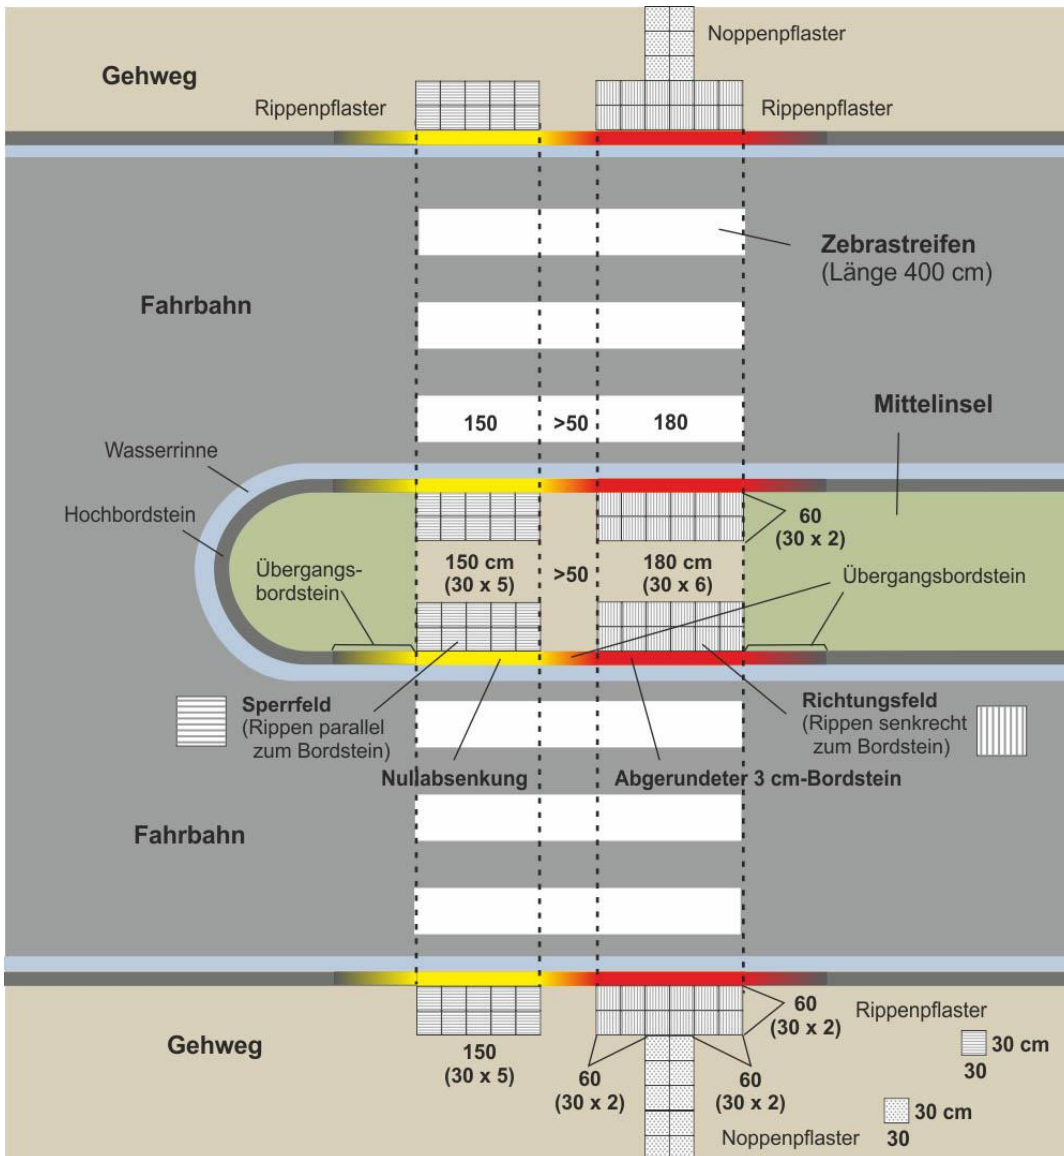 Noppenpflaster
Gehweg
Rippenpflaster
Rippenpflaster
Zebrastreifen
(Länge 400 cm)
Fahrbahn
150
>50
180
Mittelinsel
Wasserrinne
Hochbordstein
60
(30 x 2)
Übergangs-
bordstein
150 cm
(30 x 5)
>50
180 cm
(30 x 6)
Übergangsbordstein
Sperrfeld
(Rippen parallel
zum Bordstein)
Richtungsfeld
(Rippen senkrecht
zum Bordstein)
Nullabsenkung
Abgerundeter 3 cm-Bordstein
Fahrbahn
60
(30 x 2)
Rippenpflaster
30 cm
30
Gehweg
150
(30 x 5)
60
(30 x 2)
60
(30 x 2)
30 cm
30
Noppenpflaster